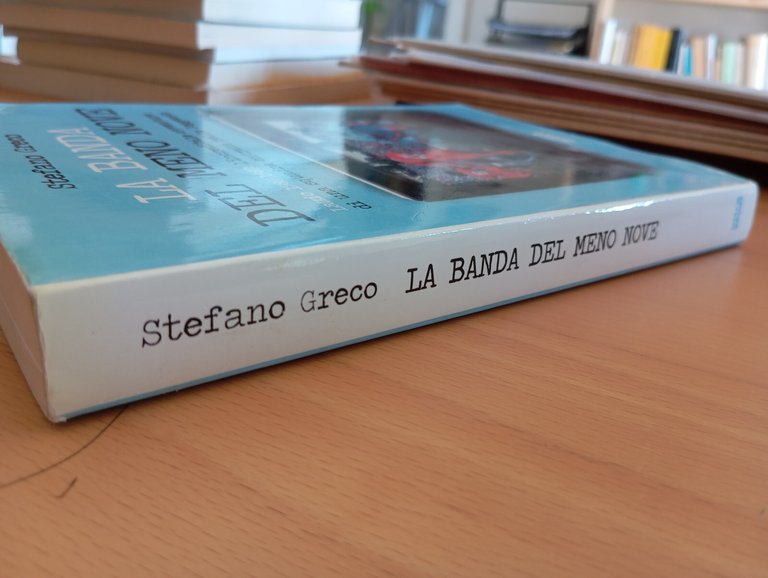 Stefano Greco LA BANDA DEL MENO NOVE
Stefano Greco
LA BANDA
DEL MENO NOVE